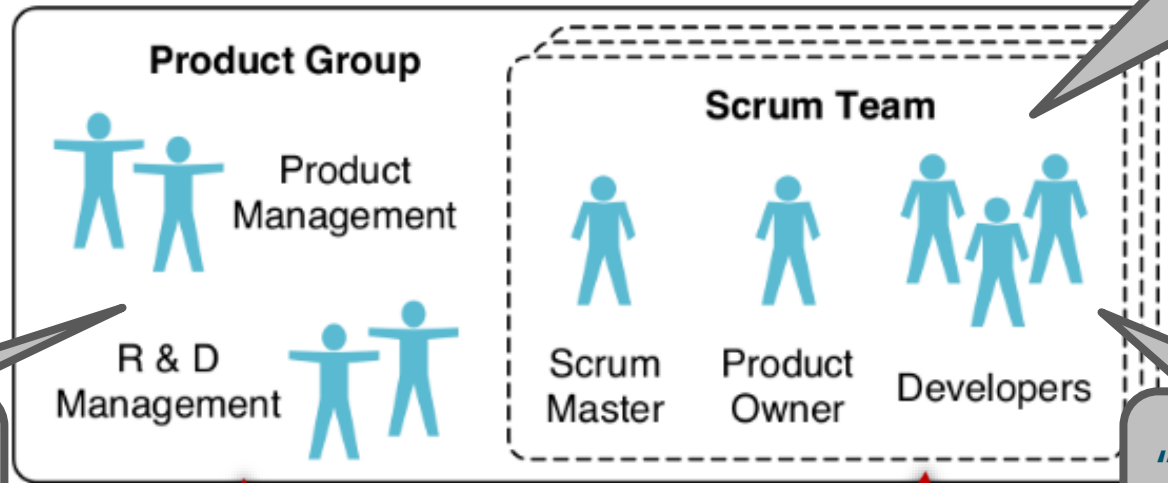 Product Group
Scrum Team
Product
Management
R & D
Management
Scrum
Master
Product
Owner
Developers
"